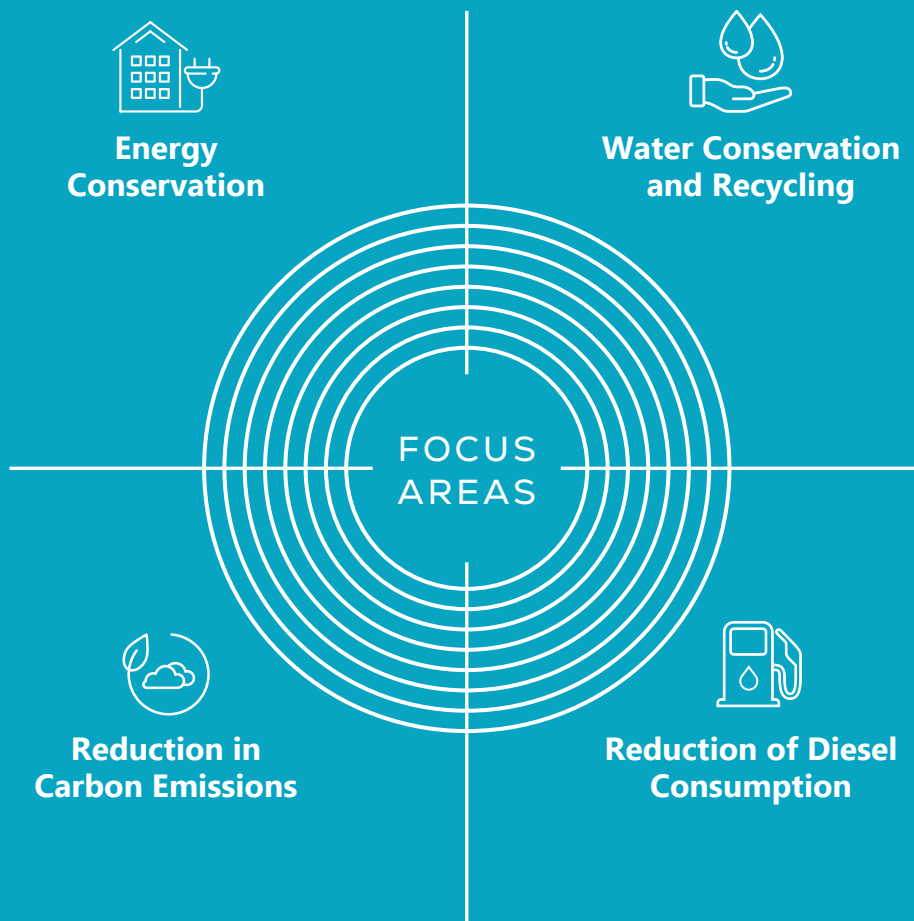 Energy
Conservation
Water Conservation
and Recycling
FOCUS
AREAS
Reduction in
Carbon Emissions
Reduction of Diesel
Consumption